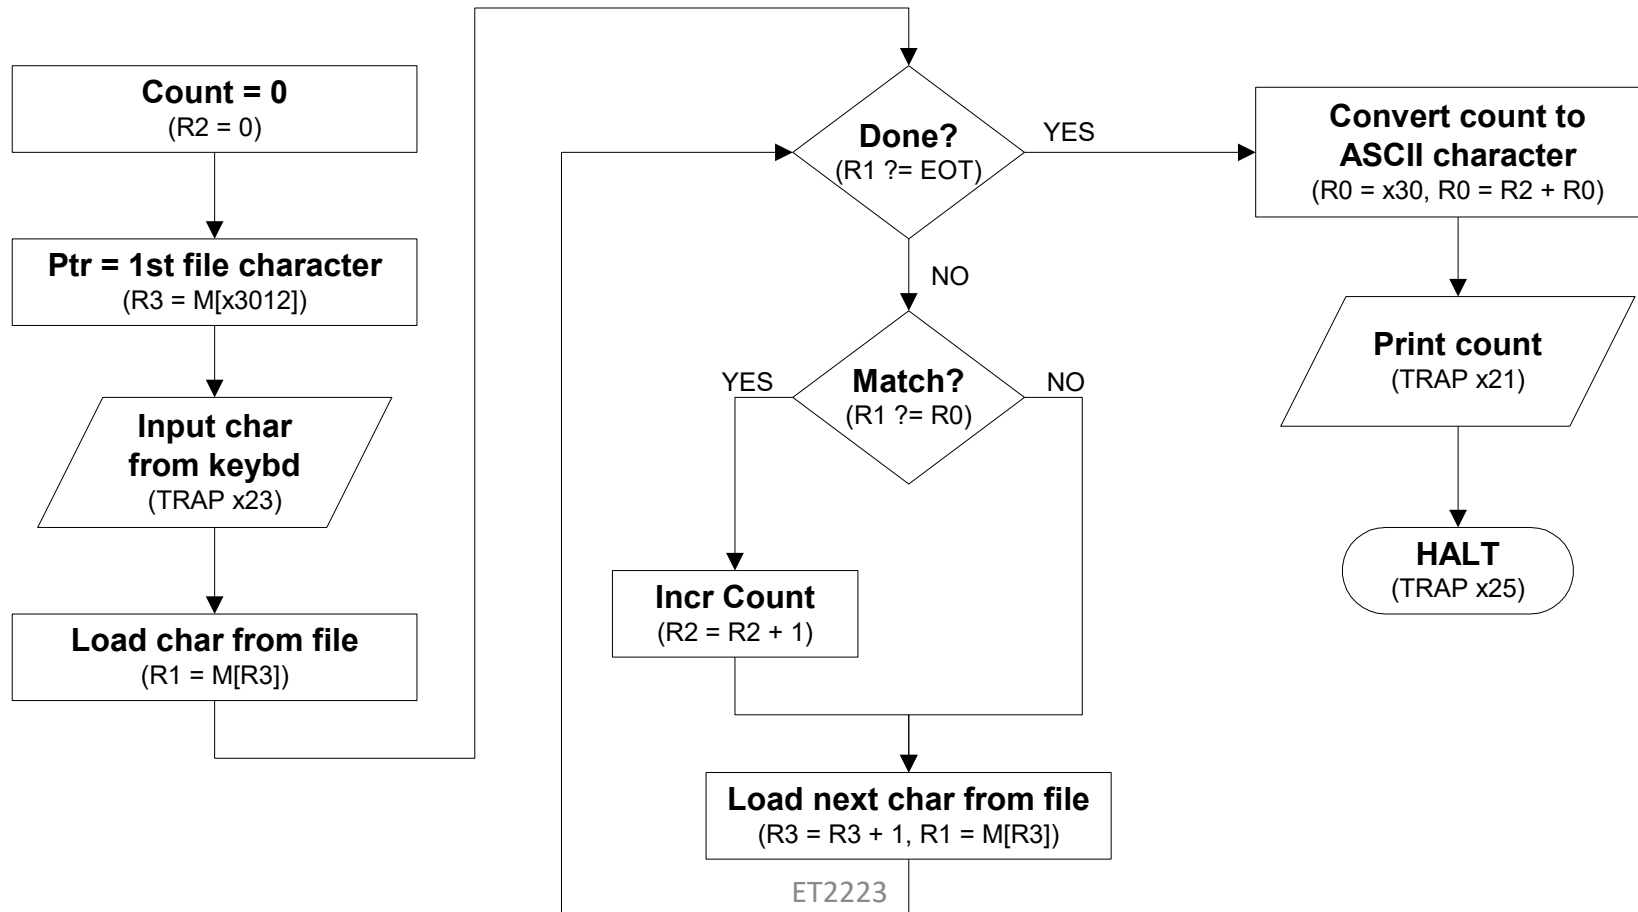 Count = 0
(R2 = 0)
Ptr = 1st file character
(R3 = M[x3012])
Input char
from keybd
(TRAP x23)
Load char from file
(R1 = M[R3])
Done?
(R1 ?= EOT)
YES
NO
Match?
(R1 ?= R0)
YES
NO
Incr Count
(R2 = R2 + 1)
Load next char from file
(R3 = R3 + 1, R1 = M[R3])
Convert count to
ASCII character
(R0 = x30, R0 = R2 + R0)
Print count
(TRAP x21)
HALT
(TRAP x25)
ET2223